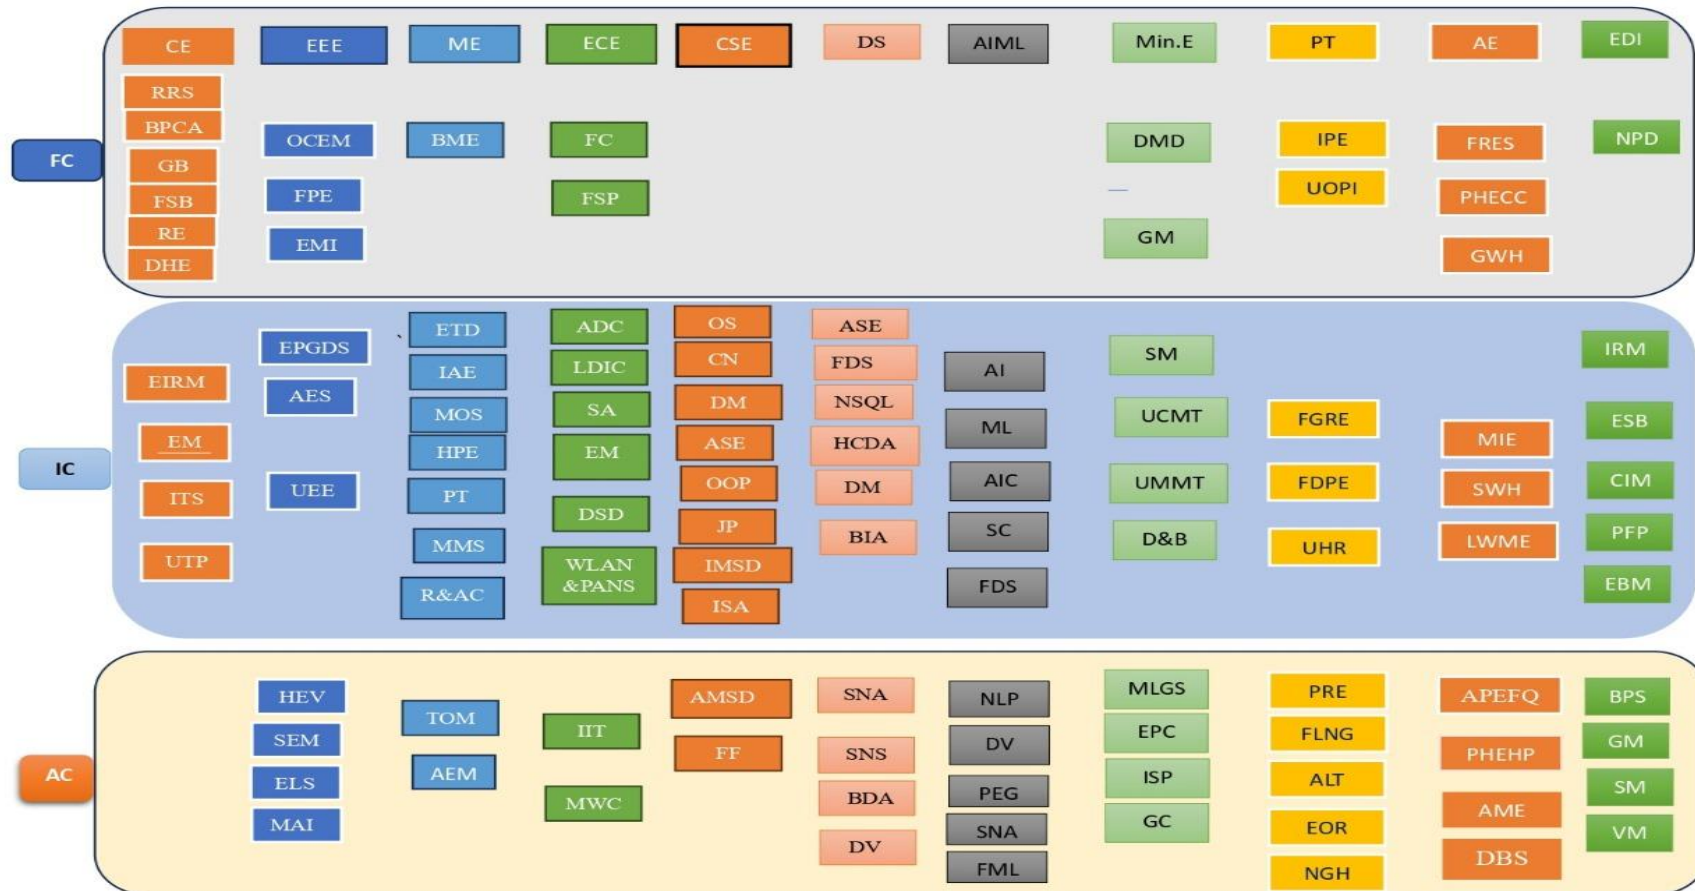 CE EEE ME ECE CSE DS AIML Min.E PT AE EDI
RRS
BPCA OCEM BME FC DMD IPE FRES NPD
FC
GB
FSB FPE FSP UOPI PHECC
RE EMI GM GWH
DHE
ETD ADC OS ASE
EPGDS SM IRM
EIRM IAE LDIC CN FDS AI
AES MOS SA DM NSQL UCMT FGRE ESB
EM HPE EM ASE HCDA ML MIE
IC
ITS UEE PT OOP DM AIC UMMT FDPE SWH CIM
DSD JP BIA SC D&B UHR LWME PFP
UTP MMS WLAN IMSD
&PANS
R&AC ISA FDS EBM
HEV AMSD SNA NLP MLGS PRE APEFQ BPS
SEM TOM IIT FF SNS DV EPC FLNG PHEHP GM
AC
ELS AEM MWC BDA PEG ISP ALT AME SM
MAI DV SNA GC EOR VM
FML NGH DBS